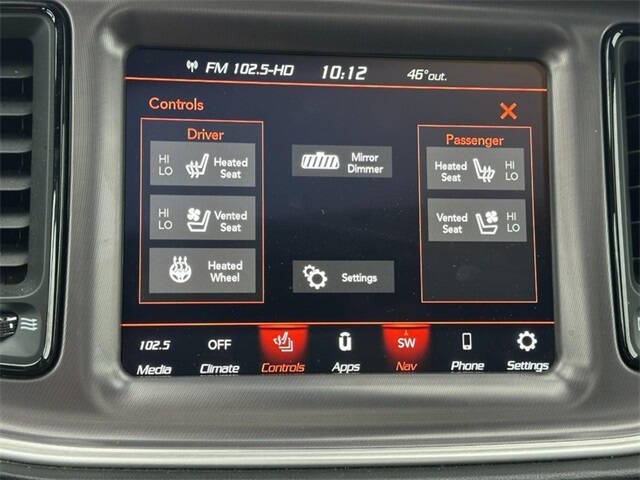 FM 102.5-HD 10:12 46°out.
Controls
Driver
HI
LO
Heated
Seat
HI
LO
Vented
Seat
Heated
Wheel
Mirror
Dimmer
Settings
Passenger
Heated
Seat
HI
LO
Vented
Seat
HI
LO
102.5 OFF SW
Media Climate Controls Apps Nav Phone Settings